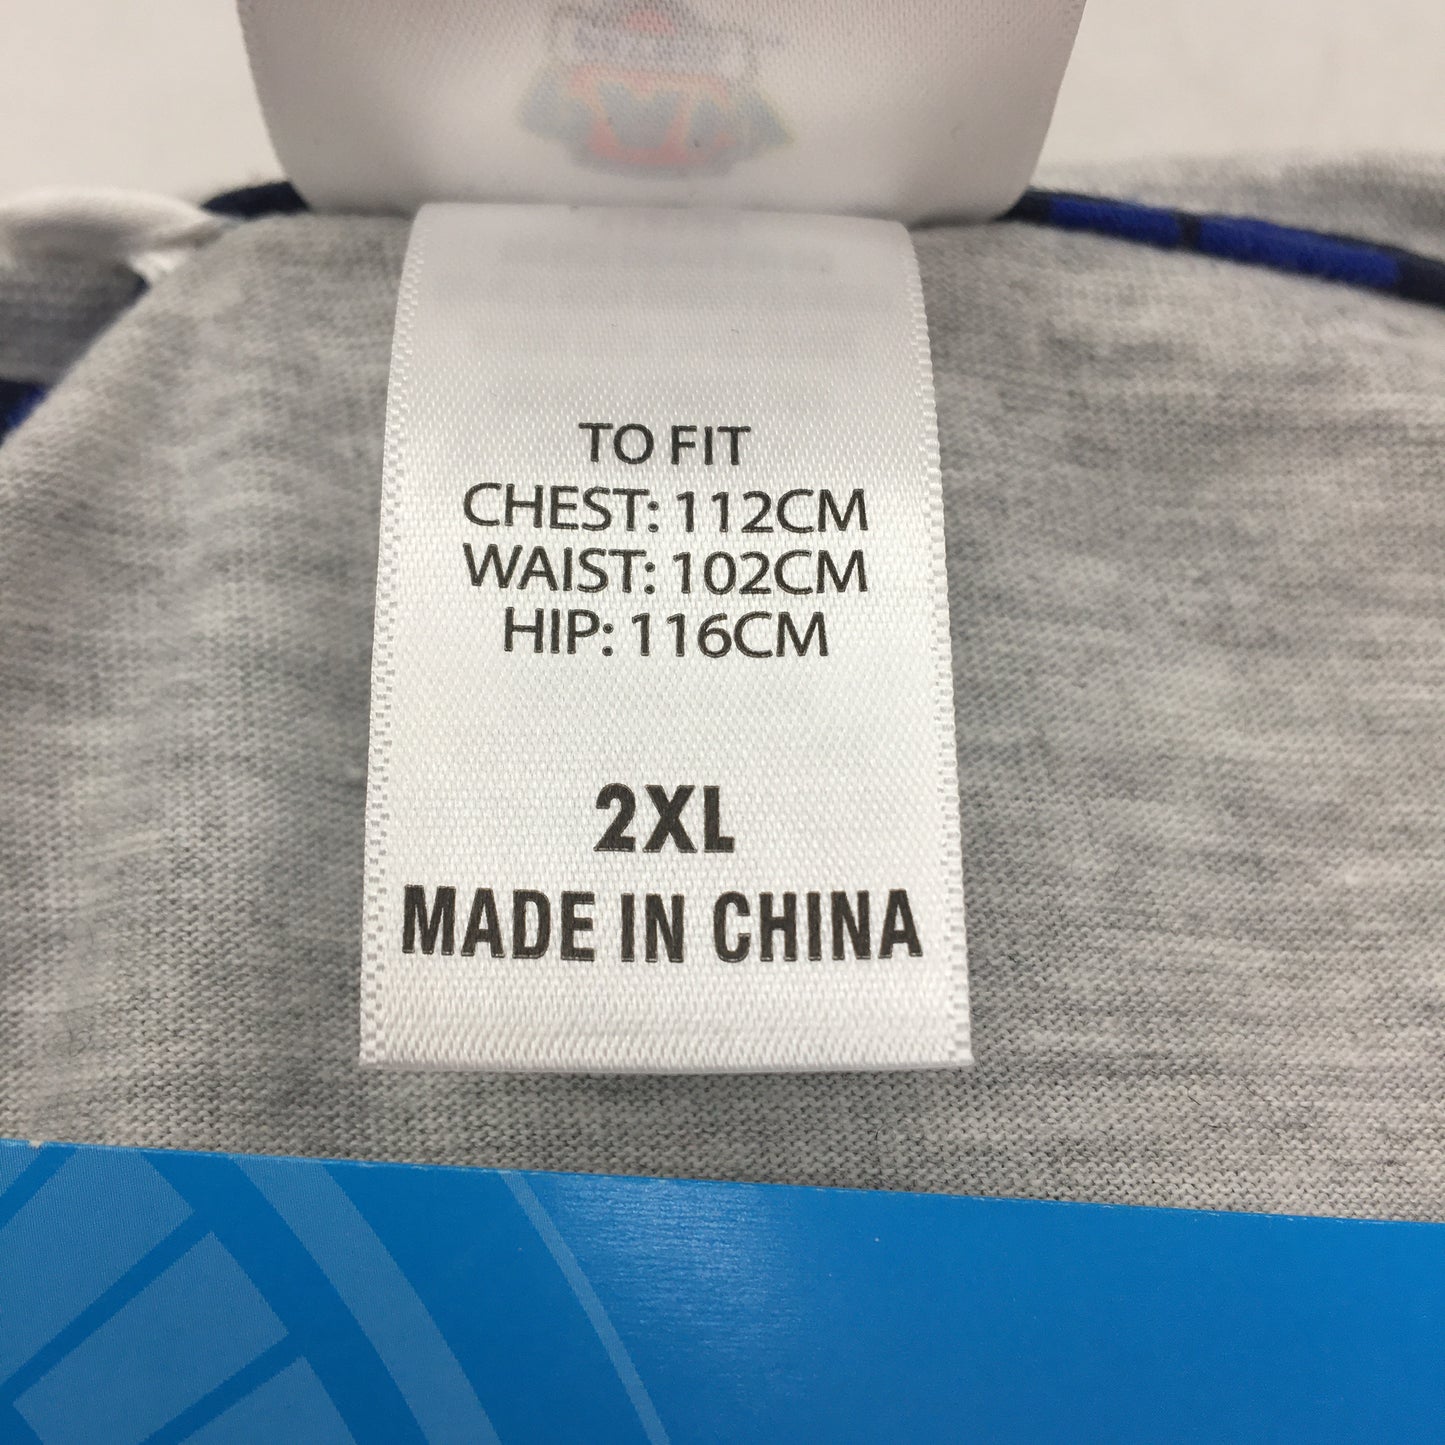 TO FIT
CHEST: 112CM
WAIST: 102CM
HIP: 116CM
2XL
MADE IN CHINA